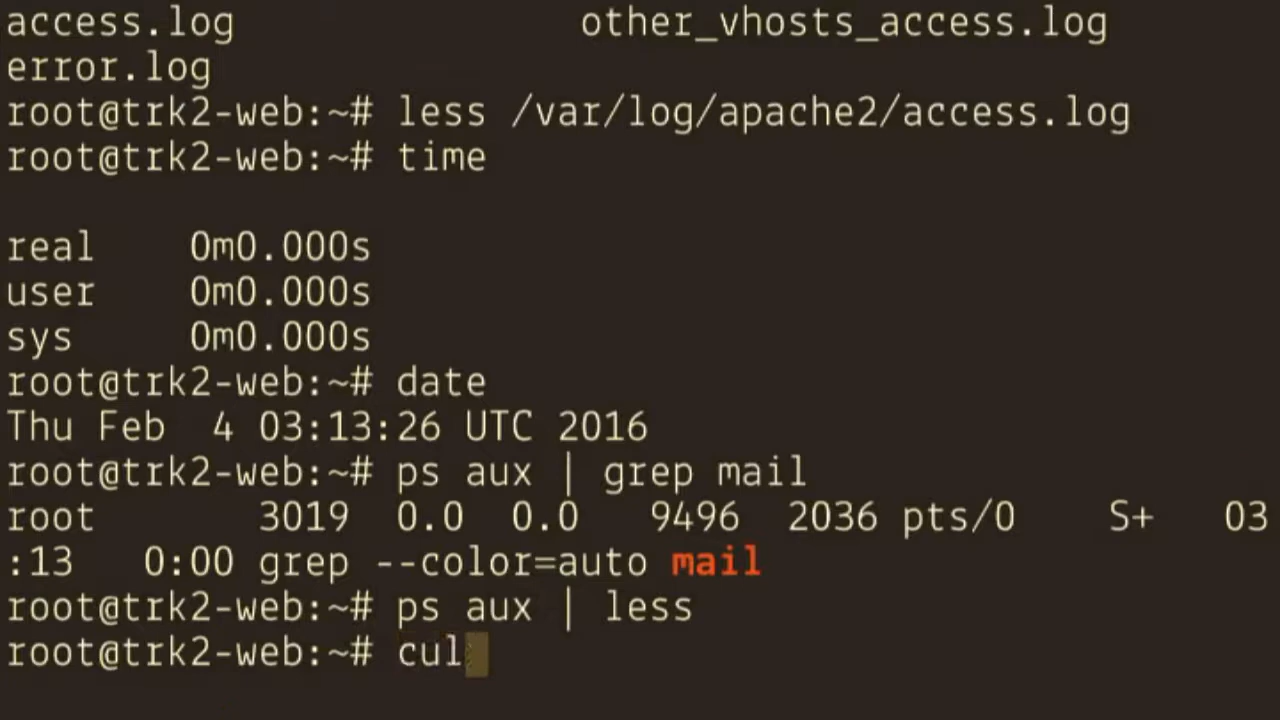 access.log                         other_vhosts_access.log
error.log
root@trk2-web:~# less /var/log/apache2/access.log
root@trk2-web:~# time

real    0m0.000s
user    0m0.000s
sys     0m0.000s
root@trk2-web:~# date
Thu Feb  4 03:13:26 UTC 2016
root@trk2-web:~# ps aux | grep mail
root       3019  0.0  0.0   9496  2036 pts/0    S+   03
:13   0:00 grep --color=auto mail
root@trk2-web:~# ps aux | less
root@trk2-web:~# cul